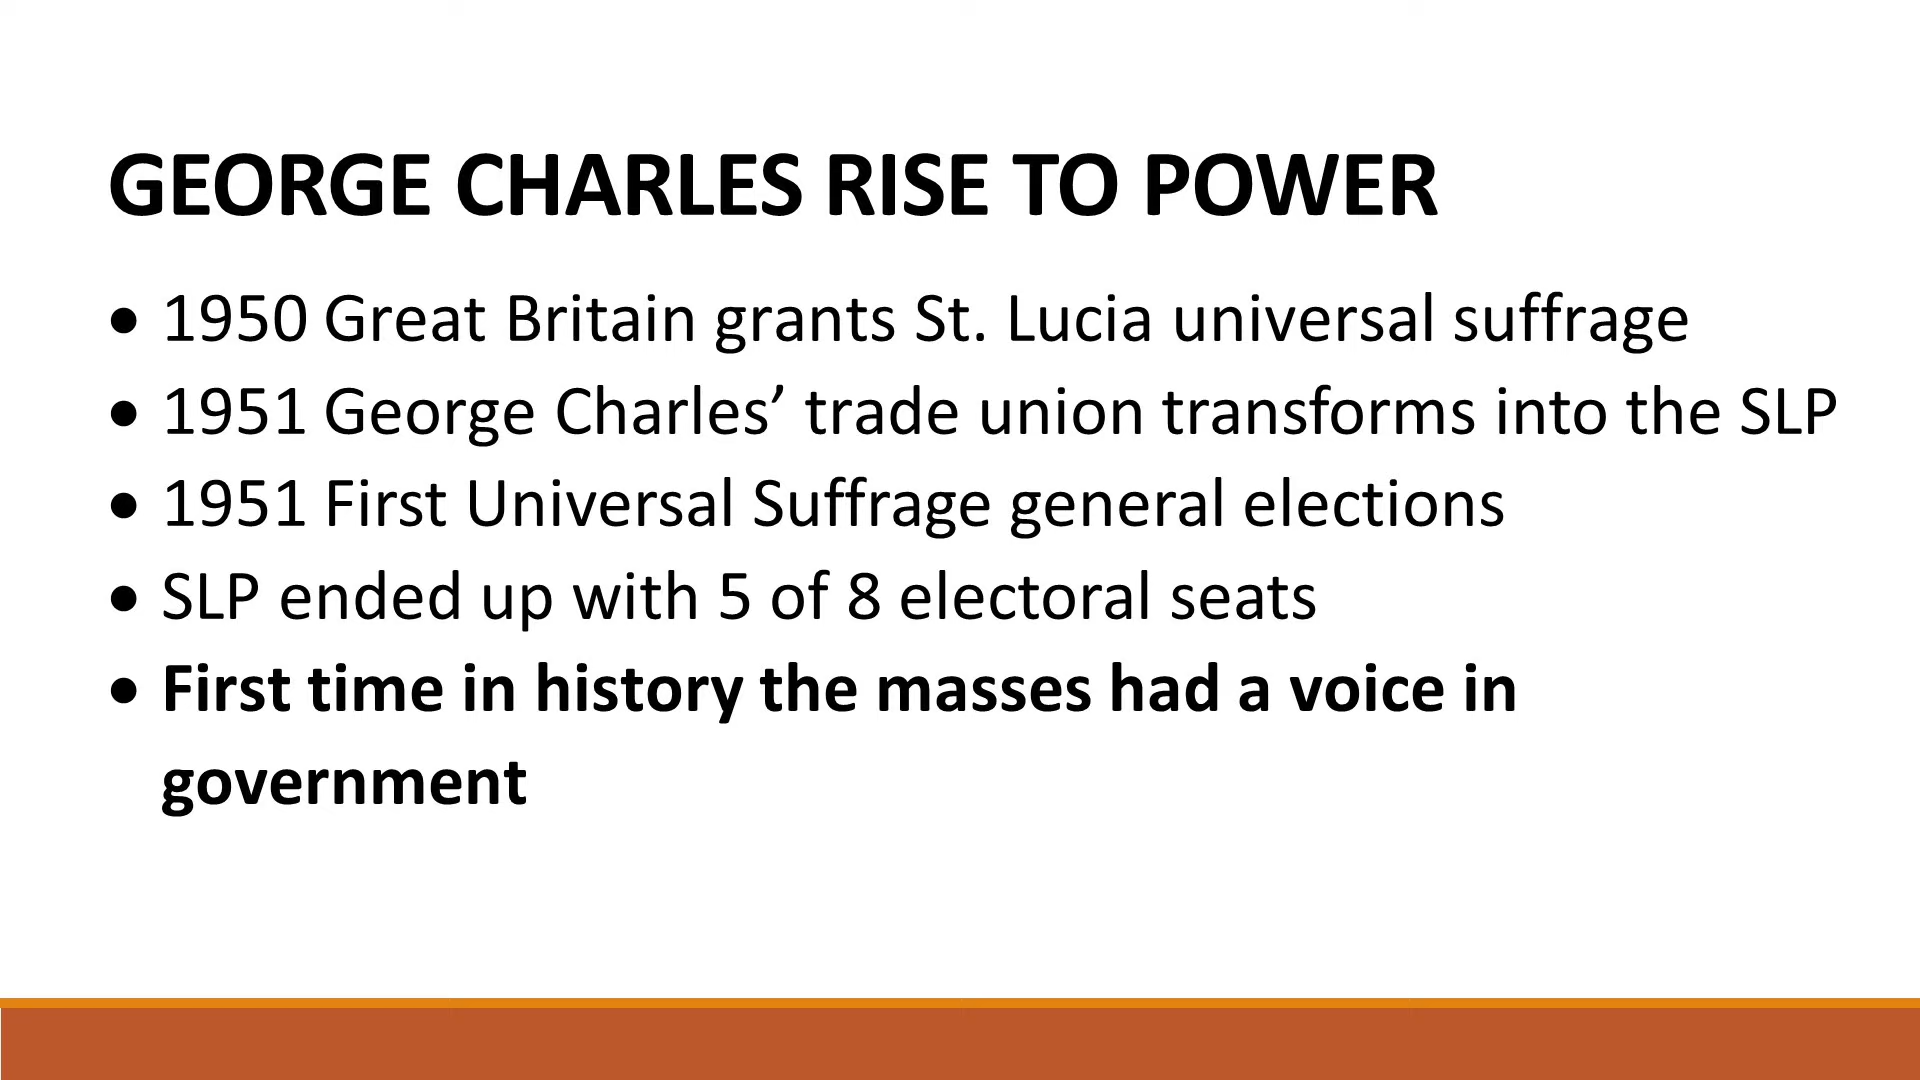 GEORGE CHARLES RISE TO POWER
• 1950 Great Britain grants St. Lucia universal suffrage
• 1951 George Charles’ trade union transforms into the SLP
• 1951 First Universal Suffrage general elections
• SLP ended up with 5 of 8 electoral seats
• First time in history the masses had a voice in
government